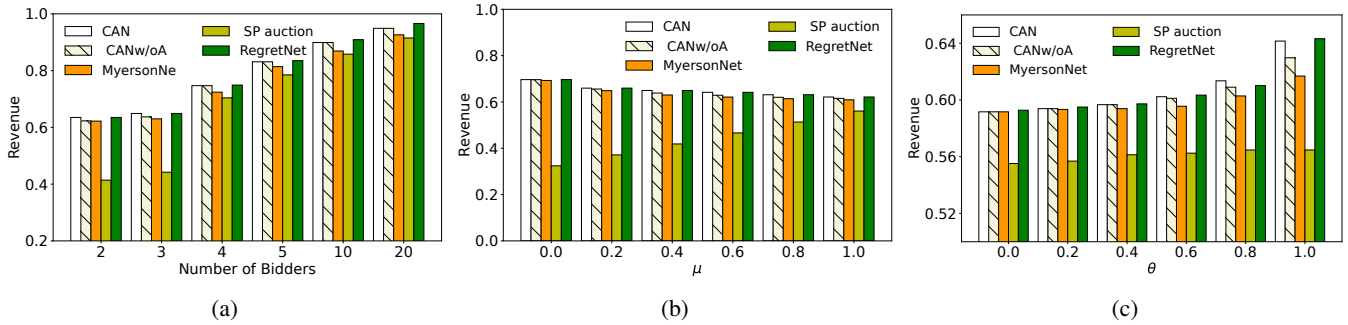 1.0
0.8
0.6
0.4
0.2
Revenue
CAN
CANw/oA
MyersonNe
SP auction
RegretNet
2 3 4 5 10 20
Number of Bidders
(a)
1.0
0.8
0.6
0.4
0.2
0.0
Revenue
CAN
CANw/oA
MyersonNet
SP auction
RegretNet
0.0 0.2 0.4 0.6 0.8 1.0
μ
(b)
0.64
0.60
0.56
0.52
Revenue
CAN
CANw/oA
MyersonNet
SP auction
RegretNet
0.0 0.2 0.4 0.6 0.8 1.0
θ
(c)